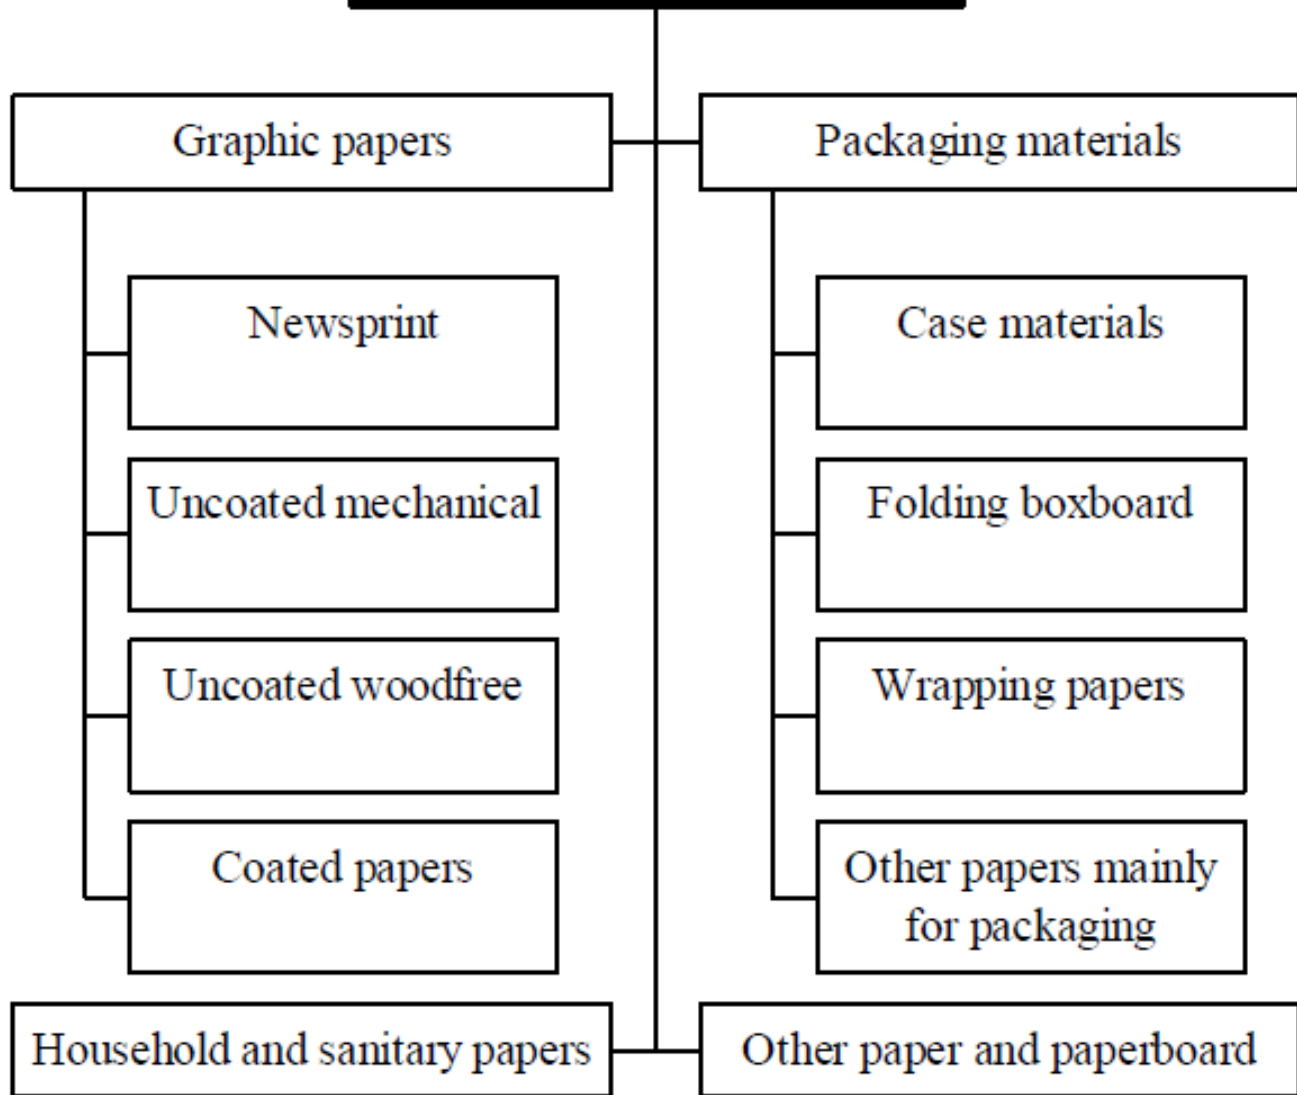 Graphic papers
Packaging materials
Newsprint
Case materials
Uncoated mechanical
Folding boxboard
Uncoated woodfree
Wrapping papers
Coated papers
Other papers mainly
for packaging
Household and sanitary papers
Other paper and paperboard